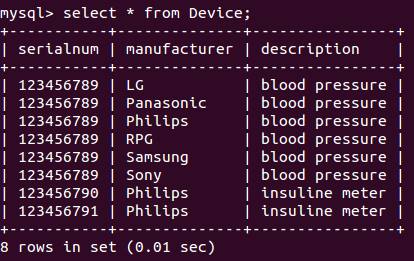 mysql> select * from Device;
+-----------+--------------+----------------+
| serialnum | manufacturer | description    |
+-----------+--------------+----------------+
| 123456789 | LG           | blood pressure |
| 123456789 | Panasonic    | blood pressure |
| 123456789 | Philips      | blood pressure |
| 123456789 | RPG          | blood pressure |
| 123456789 | Samsung      | blood pressure |
| 123456789 | Sony         | blood pressure |
| 123456790 | Philips      | insuline meter |
| 123456791 | Philips      | insuline meter |
+-----------+--------------+----------------+
8 rows in set (0.01 sec)